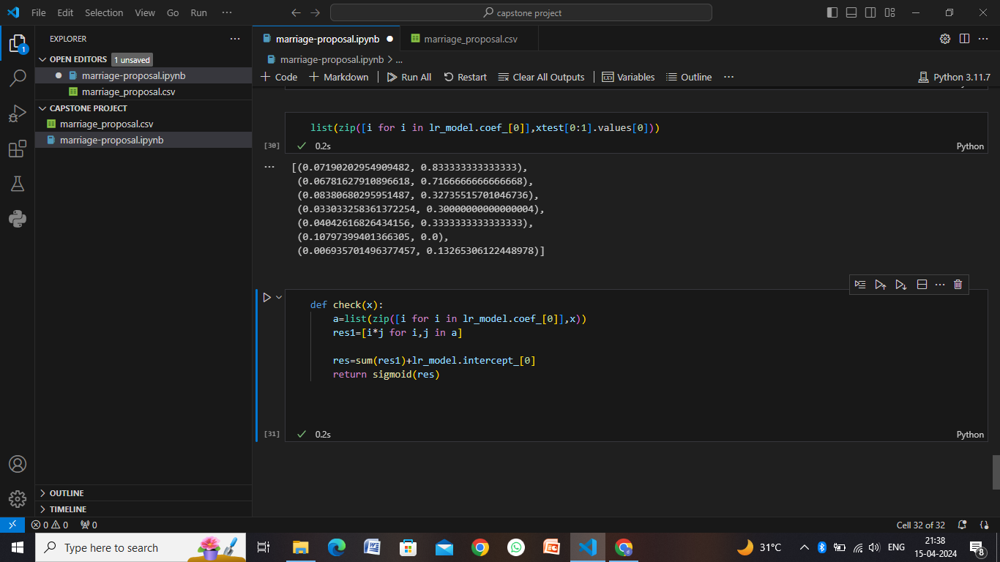 File Edit Selection View Go Run ··· capstone project
EXPLORER ···
OPEN EDITORS 1 unsaved
marriage-proposal.ipynb
marriage_proposal.csv
CAPSTONE PROJECT
marriage_proposal.csv
marriage-proposal.ipynb
OUTLINE
TIMELINE
1
marriage-proposal.ipynb marriage_proposal.csv ···
marriage-proposal.ipynb > ...
+ Code + Markdown Run All Restart Clear All Outputs Variables Outline ··· Python 3.11.7
list(zip([i for i in lr_model.coef_[0]],xtest[0:1].values[0]))
[30] 0.2s Python
··· [(0.07190202954909482, 0.833333333333333),
(0.06781627910896618, 0.7166666666666668),
(0.08380680295951487, 0.32735515701046736),
(0.033033258361372254, 0.30000000000000004),
(0.04042616826434156, 0.3333333333333333),
(0.10797399401366305, 0.0),
(0.006935701496377457, 0.13265306122448978)]
···
def check(x):
a=list(zip([i for i in lr_model.coef_[0]],x))
res1=[i*j for i,j in a]
res=sum(res1)+lr_model.intercept_[0]
return sigmoid(res)
[31] 0.2s Python
0 0 0 Cell 32 of 32
Type here to search 31°C ENG 21:38
15-04-2024 8